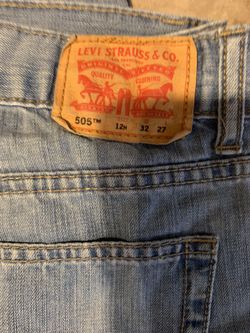 LEVI STRAUSS & CO.
QUALITY CLOTHING
505™ 12H 32 27